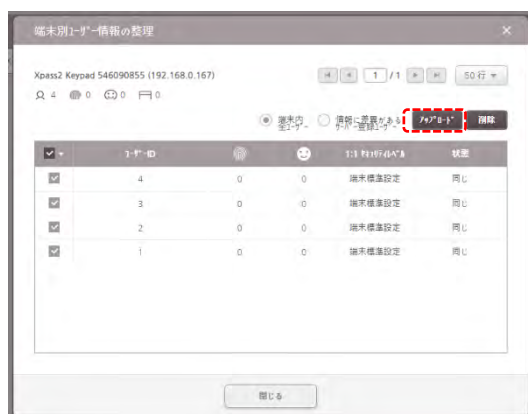 端末別ユーザー情報の整理
Xpass2 Keypad 546090855 (192.168.0.167)
1 / 1
50 行
4 0 0 0
端末内
全ユーザー
情報に差異がある
サーバー登録ユーザー
アップロード
削除
ユーザーID 1:1 セキュリティレベル 状態
4 0 0 端末標準設定 同じ
3 0 0 端末標準設定 同じ
2 0 0 端末標準設定 同じ
1 0 0 端末標準設定 同じ
閉じる